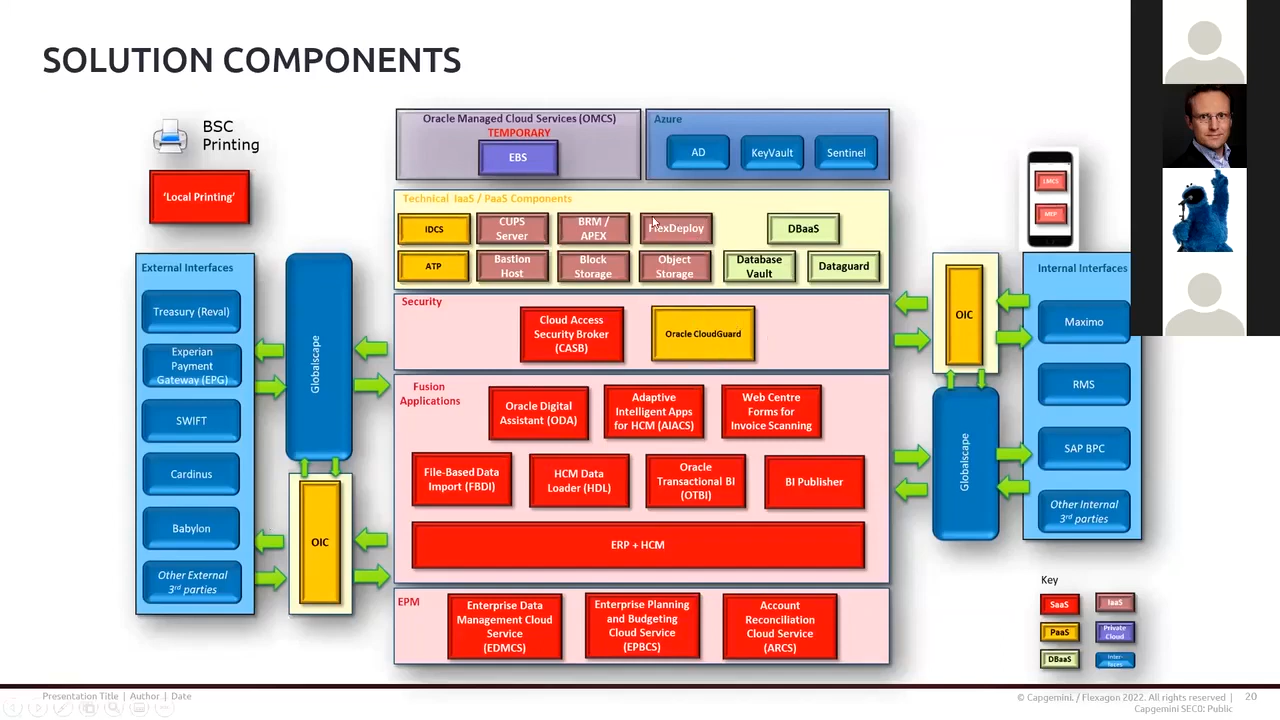 SOLUTION COMPONENTS
BSC
Printing
'Local Printing'
Oracle Managed Cloud Services (OMCS)
TEMPORARY
EBS
Azure
AD
KeyVault
Sentinel
Technical IaaS / PaaS Components
IDCS
CUPS
Server
BRM /
APEX
FlexDeploy
DBaaS
ATP
Bastion
Host
Block
Storage
Object
Storage
Database
Vault
Dataguard
LMCS
MEP
External Interfaces
Treasury (Reval)
Experian
Payment
Gateway (EPG)
SWIFT
Cardinus
Babylon
Other External
3rd parties
Globalscape
OIC
Security
Cloud Access
Security Broker
(CASB)
Oracle CloudGuard
Fusion
Applications
Oracle Digital
Assistant (ODA)
Adaptive
Intelligent Apps
for HCM (AIACS)
Web Centre
Forms for
Invoice Scanning
File-Based Data
Import (FBDI)
HCM Data
Loader (HDL)
Oracle
Transactional BI
(OTBI)
BI Publisher
ERP + HCM
EPM
Enterprise Data
Management Cloud
Service
(EDMCS)
Enterprise Planning
and Budgeting
Cloud Service
(EPBCS)
Account
Reconciliation
Cloud Service
(ARCS)
OIC
Globalscape
Internal Interfaces
Maximo
RMS
SAP BPC
Other Internal
3rd parties
Key
SaaS
IaaS
PaaS
Private
Cloud
DBaaS
Inter-
faces
Presentation Title | Author | Date
© Capgemini. / Flexagon 2022. All rights reserved | 20
Capgemini SEC0: Public